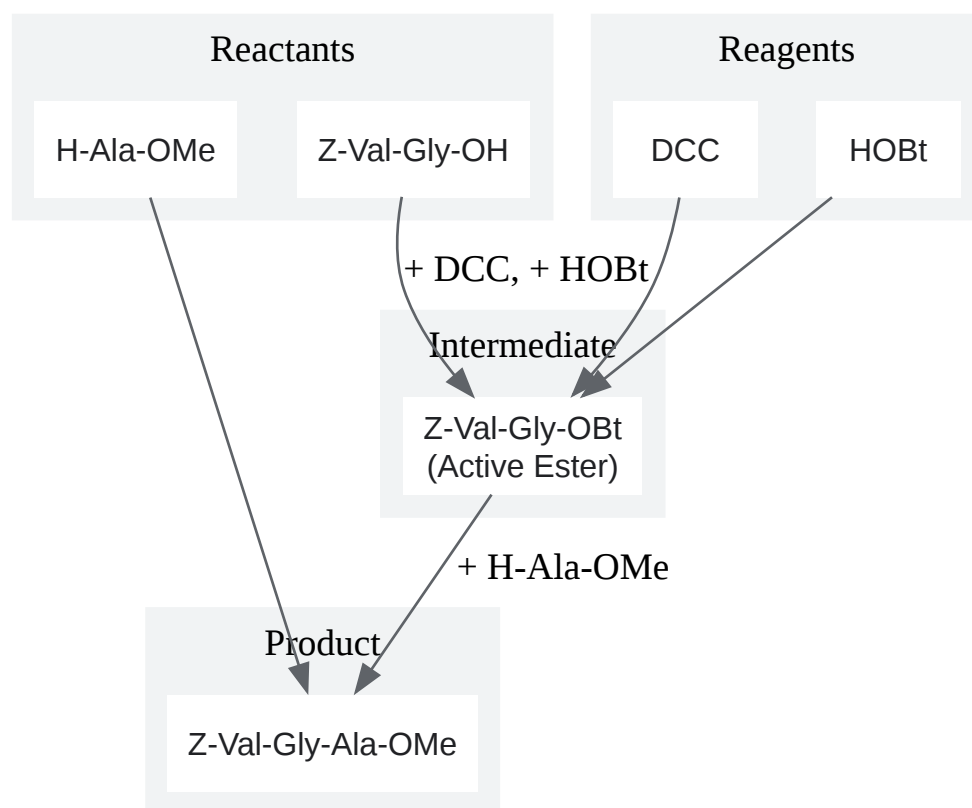 Reactants
Reagents
H-Ala-OMe
Z-Val-Gly-OH
DCC
HOBt
+ DCC, + HOBt
Intermediate
Z-Val-Gly-OBt
(Active Ester)
+ H-Ala-OMe
Product
Z-Val-Gly-Ala-OMe